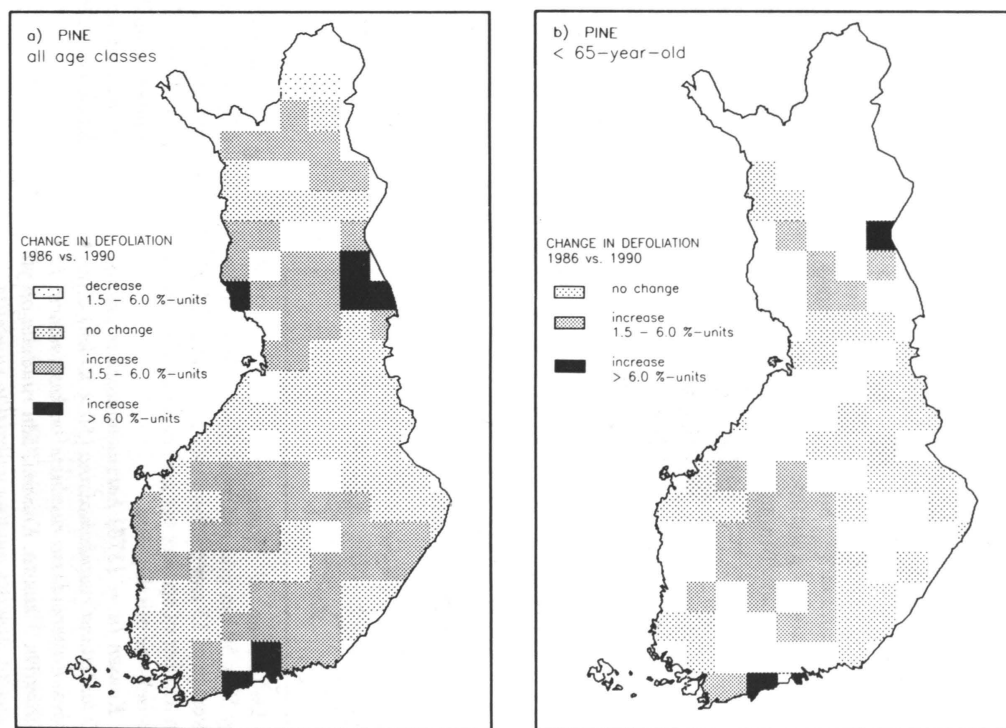 a) PINE
all age classes
CHANGE IN DEFOLIATION
1986 vs. 1990
decrease
1.5 – 6.0 %–units
no change
increase
1.5 – 6.0 %–units
increase
> 6.0 %–units
b) PINE
< 65–year–old
CHANGE IN DEFOLIATION
1986 vs. 1990
no change
increase
1.5 – 6.0 %–units
increase
> 6.0 %–units